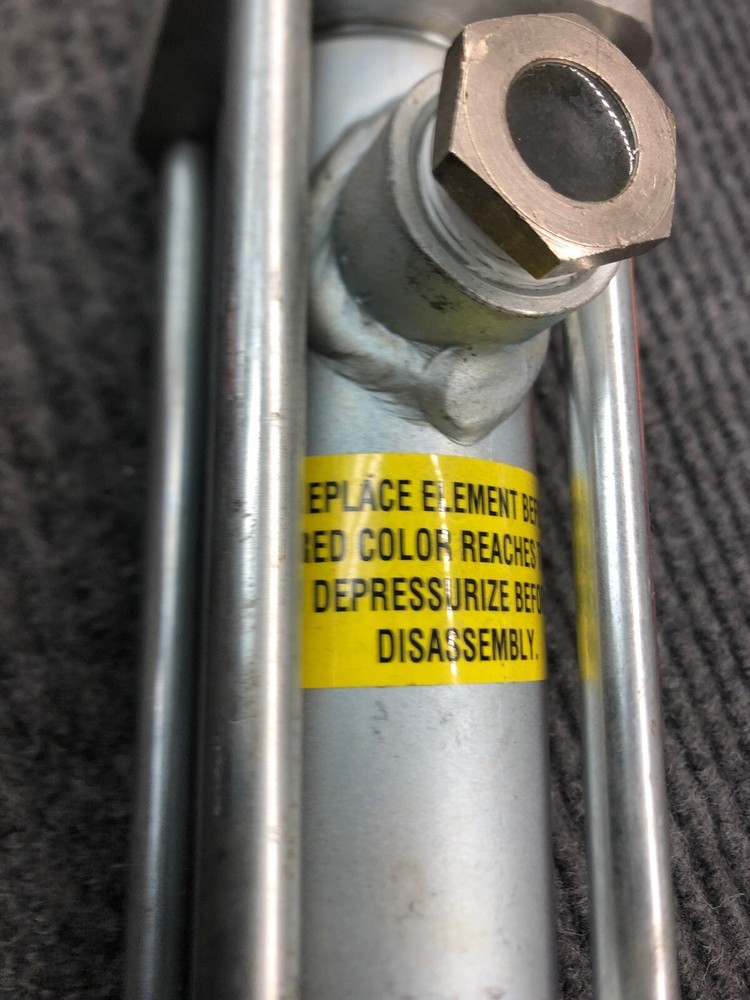 EPLACE ELEMENT BEF
RED COLOR REACHES
DEPRESSURIZE BEFO
DISASSEMBLY.